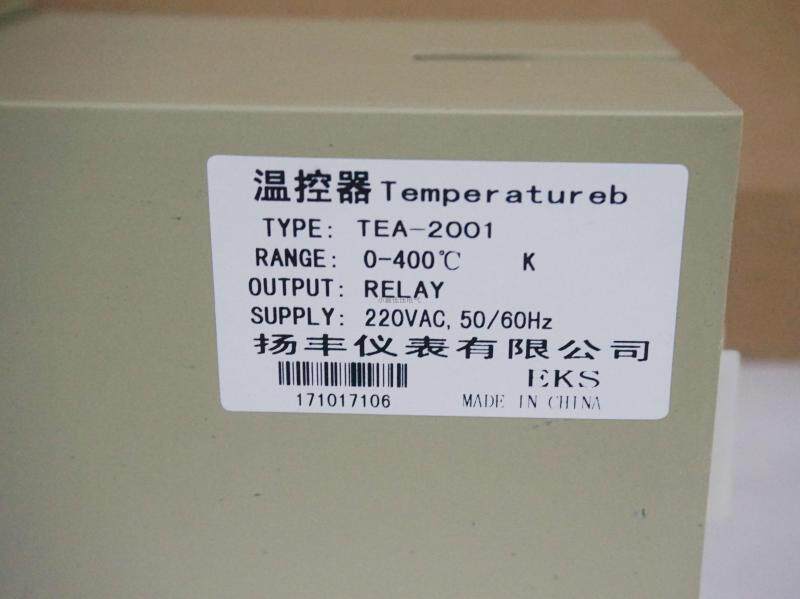 温控器 Temperatureb
TYPE: TEA-2001
RANGE: 0-400℃ K
OUTPUT: RELAY
SUPPLY: 220VAC, 50/60Hz
扬丰仪表有限公司
EKS
171017106 MADE IN CHINA